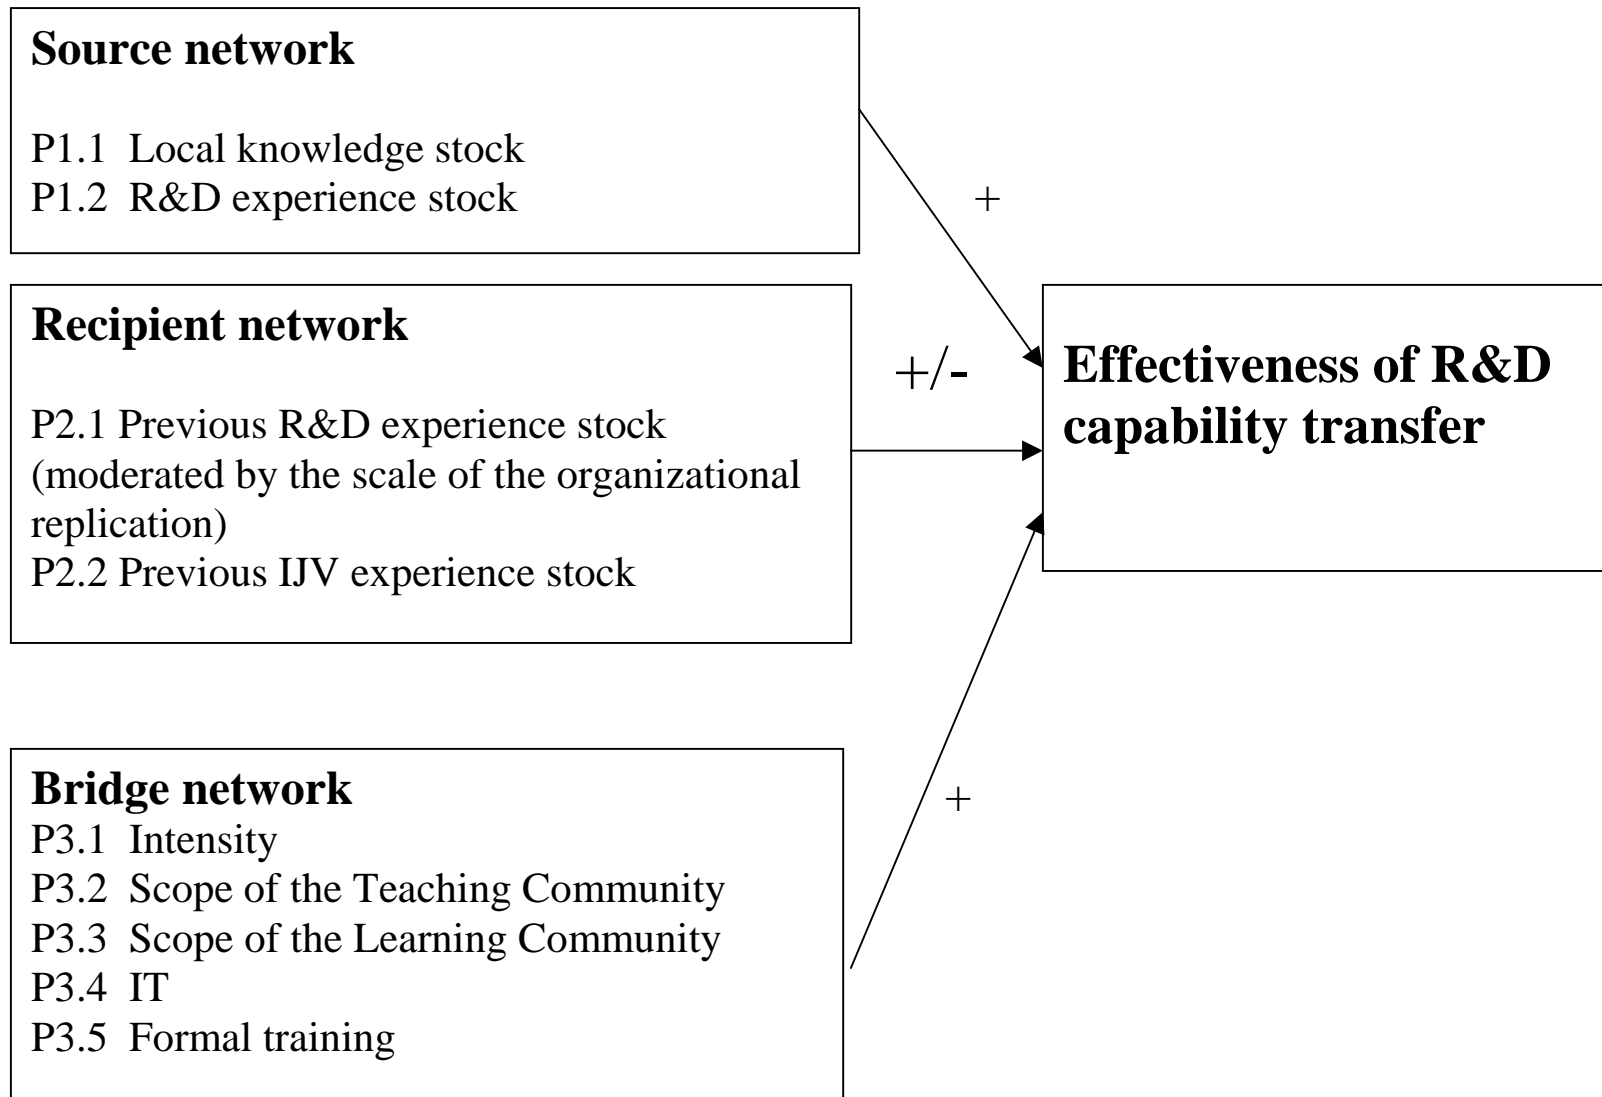 Source network
P1.1 Local knowledge stock
P1.2 R&D experience stock
+
Recipient network
P2.1 Previous R&D experience stock
(moderated by the scale of the organizational
replication)
P2.2 Previous IJV experience stock
+/-
Effectiveness of R&D
capability transfer
Bridge network
P3.1 Intensity
P3.2 Scope of the Teaching Community
P3.3 Scope of the Learning Community
P3.4 IT
P3.5 Formal training
+